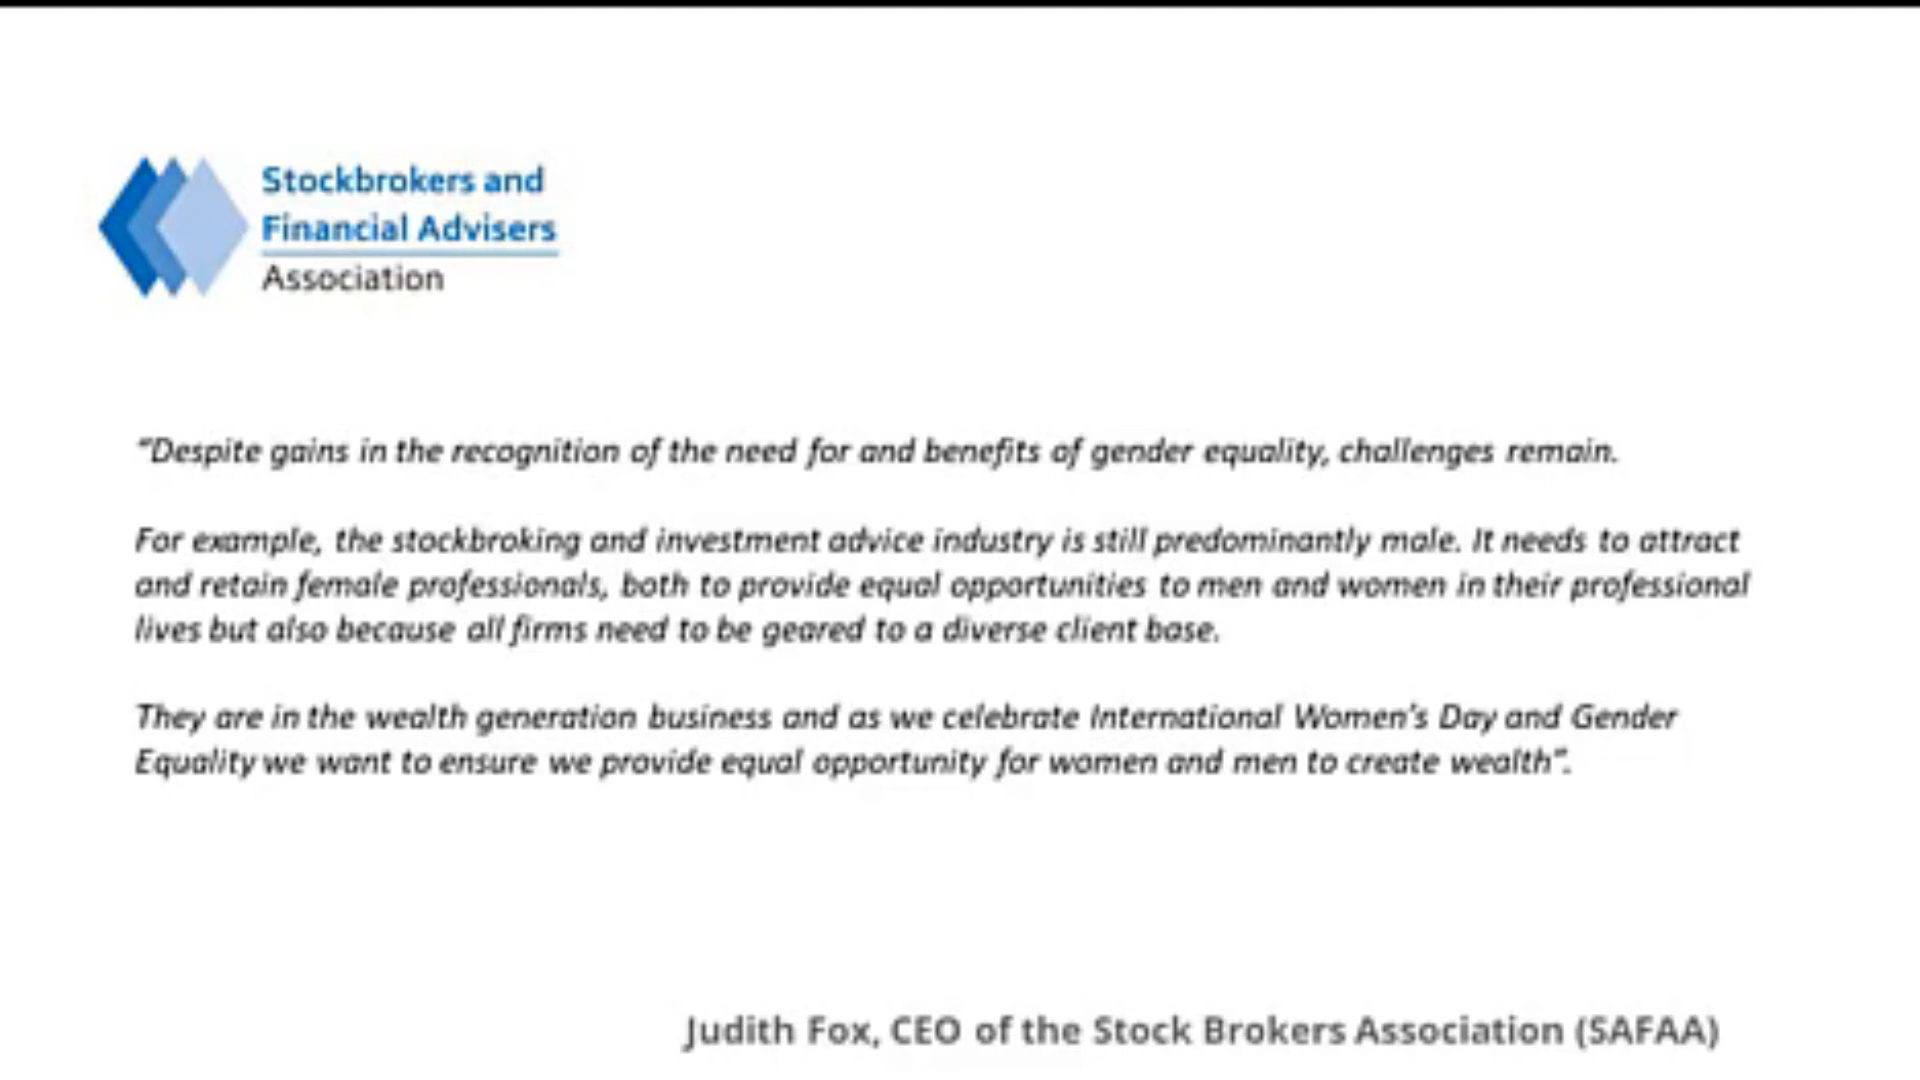 Stockbrokers and
Financial Advisers
Association
“Despite gains in the recognition of the need for and benefits of gender equality, challenges remain.
For example, the stockbroking and investment advice industry is still predominantly male. It needs to attract
and retain female professionals, both to provide equal opportunities to men and women in their professional
lives but also because all firms need to be geared to a diverse client base.
They are in the wealth generation business and as we celebrate International Women’s Day and Gender
Equality we want to ensure we provide equal opportunity for women and men to create wealth”.
Judith Fox, CEO of the Stock Brokers Association (SAFAA)